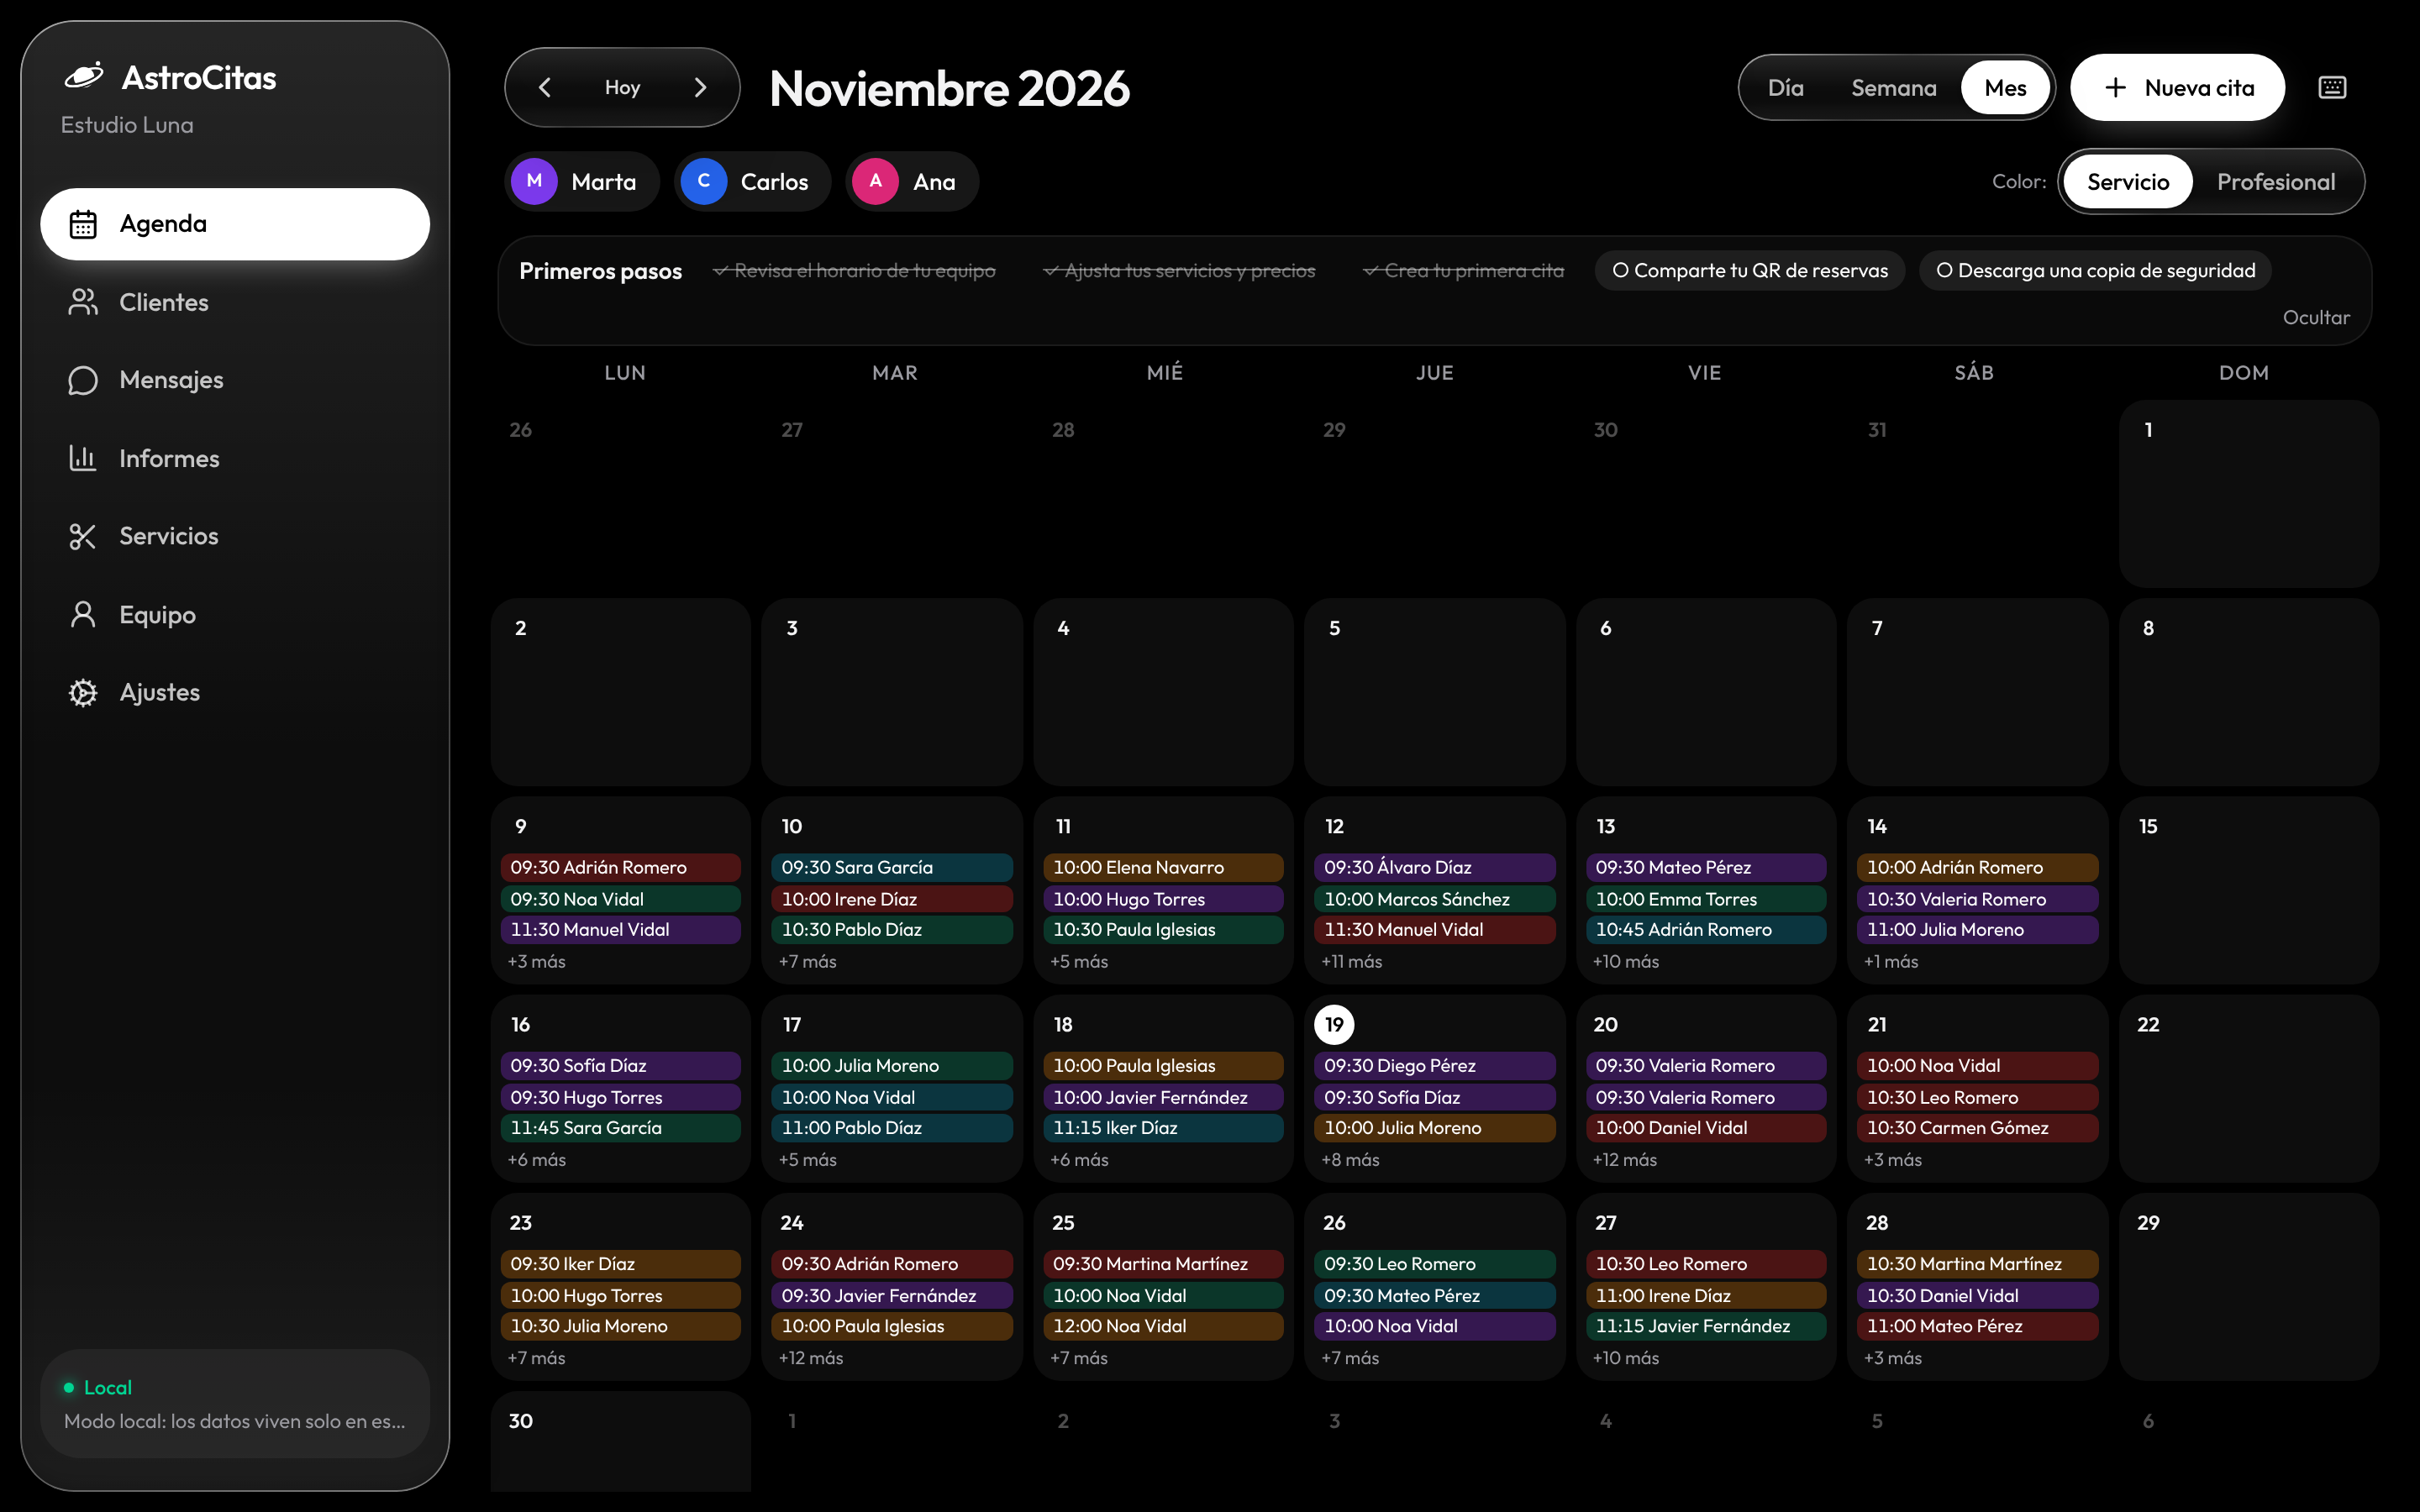 AstroCitas
Estudio Luna
Agenda
Clientes
Mensajes
Informes
Servicios
Equipo
Ajustes
Local
Modo local: los datos viven solo en es...
Hoy
Noviembre 2026
Día Semana Mes
+ Nueva cita
M Marta
C Carlos
A Ana
Color: Servicio Profesional
Primeros pasos ✓ Revisa el horario de tu equipo ✓ Ajusta tus servicios y precios ✓ Crea tu primera cita O Comparte tu QR de reservas O Descarga una copia de seguridad
Ocultar
LUN MAR MIÉ JUE VIE SÁB DOM
26 27 28 29 30 31 1
2 3 4 5 6 7 8
9 10 11 12 13 14 15
09:30 Adrián Romero 09:30 Sara García 10:00 Elena Navarro 09:30 Álvaro Díaz 09:30 Mateo Pérez 10:00 Adrián Romero
09:30 Noa Vidal 10:00 Irene Díaz 10:00 Hugo Torres 10:00 Marcos Sánchez 10:00 Emma Torres 10:30 Valeria Romero
11:30 Manuel Vidal 10:30 Pablo Díaz 10:30 Paula Iglesias 11:30 Manuel Vidal 10:45 Adrián Romero 11:00 Julia Moreno
+3 más +7 más +5 más +11 más +10 más +1 más
16 17 18 19 20 21 22
09:30 Sofía Díaz 10:00 Julia Moreno 10:00 Paula Iglesias 09:30 Diego Pérez 09:30 Valeria Romero 10:00 Noa Vidal
09:30 Hugo Torres 10:00 Noa Vidal 10:00 Javier Fernández 09:30 Sofía Díaz 09:30 Valeria Romero 10:30 Leo Romero
11:45 Sara García 11:00 Pablo Díaz 11:15 Iker Díaz 10:00 Julia Moreno 10:00 Daniel Vidal 10:30 Carmen Gómez
+6 más +5 más +6 más +8 más +12 más +3 más
23 24 25 26 27 28 29
09:30 Iker Díaz 09:30 Adrián Romero 09:30 Martina Martínez 09:30 Leo Romero 10:30 Leo Romero 10:30 Martina Martínez
10:00 Hugo Torres 09:30 Javier Fernández 10:00 Noa Vidal 09:30 Mateo Pérez 11:00 Irene Díaz 10:30 Daniel Vidal
10:30 Julia Moreno 10:00 Paula Iglesias 12:00 Noa Vidal 10:00 Noa Vidal 11:15 Javier Fernández 11:00 Mateo Pérez
+7 más +12 más +7 más +7 más +10 más +3 más
30 1 2 3 4 5 6